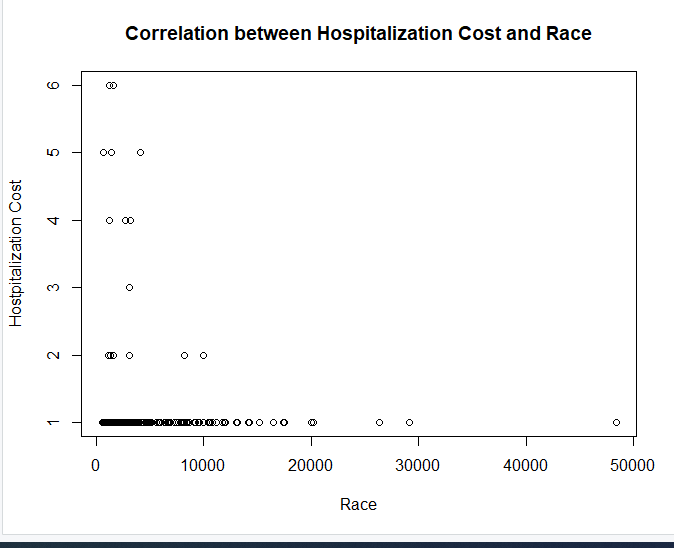 Correlation between Hospitalization Cost and Race
6
5
4
3
2
1
Hostpitalization Cost
0 10000 20000 30000 40000 50000
Race